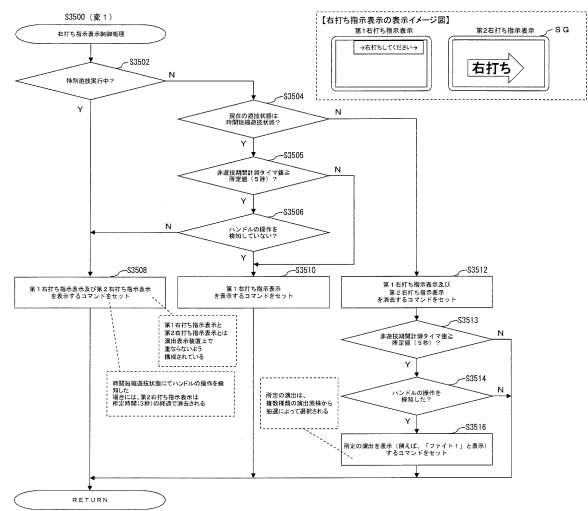 S3500（変１）
右打ち指示表示制御処理
【右打ち指示表示の表示イメージ図】
第１右打ち指示表示
第２右打ち指示表示
SG
→右打ちしてください→
右打ち
S3502
特別遊技実行中？
N
Y
S3504
現在の遊技状態は
時間短縮遊技状態？
N
Y
S3505
非遊技期間計測タイマ値≧
所定値（５秒）？
N
Y
S3506
ハンドルの操作を
検知していない？
N
Y
S3508
第１右打ち指示表示及び第２右打ち指示表示
を表示するコマンドをセット
S3510
第１右打ち指示表示
を表示するコマンドをセット
S3512
第１右打ち指示表示及び
第２右打ち指示表示
を消去するコマンドをセット
第１右打ち指示表示と
第２右打ち指示表示とは
演出表示装置上で
重ならないよう
構成されている
時間短縮遊技状態にてハンドルの操作を検
知した
場合には、第２右打ち指示表示は
所定時間(３秒)の経過で消去される
S3513
非遊技期間計測タイマ値≧
所定値（５秒）？
N
Y
S3514
ハンドルの操作を
検知した？
N
Y
所定の演出は、
複数種類の演出態様から
抽選によって選択される
S3516
所定の演出を表示（例えば、「ファイト！」と表示）
するコマンドをセット
ＲＥＴＵＲＮ